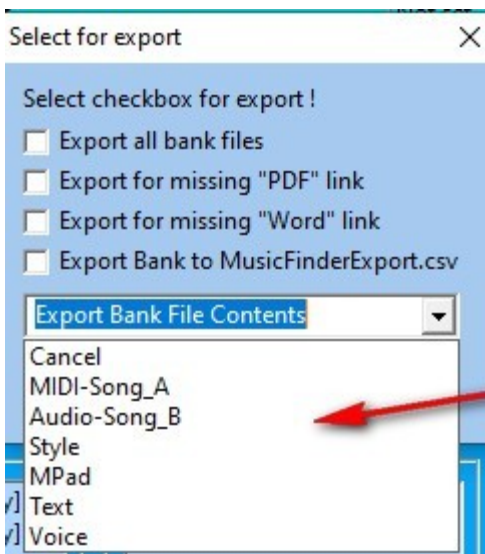 Select for export
Select checkbox for export !
Export all bank files
Export for missing "PDF" link
Export for missing "Word" link
Export Bank to MusicFinderExport.csv
Export Bank File Contents
Cancel
MIDI-Song_A
Audio-Song_B
Style
MPad
Text
Voice